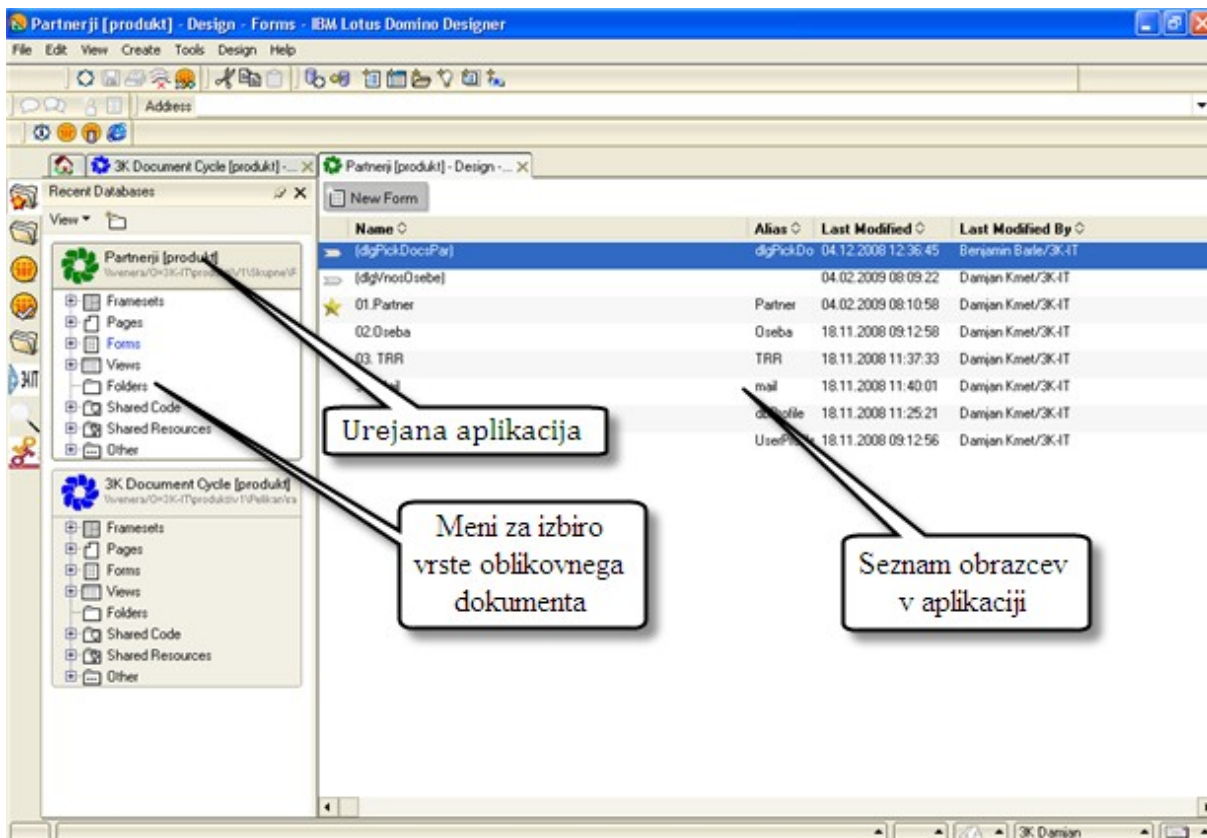 Partnerji [produkt] - Design - Forms - IBM Lotus Domino Designer
File Edit View Create Tools Design Help
Address
3K Document Cycle [produkt] -...
Partnerji [produkt] - Design -...
Recent Databases
View
Partnerji [produkt]
Framesets
Pages
Forms
Views
Folders
Shared Code
Shared Resources
Other
3K Document Cycle [produkt]
Framesets
Pages
Forms
Views
Folders
Shared Code
Shared Resources
Other
3K-IT
New Form
Name Alias Last Modified Last Modified By
(dlgPickDocsPar) dlgPickDo 04.12.2008 12:36:45 Benjamin Barle/3K-IT
(dlgVnosOsebe) 04.02.2009 08:09:22 Damjan Kmet/3K-IT
01.Partner Partner 04.02.2009 08:10:58 Damjan Kmet/3K-IT
02.Oseba Oseba 18.11.2008 09:12:58 Damjan Kmet/3K-IT
03. TRR TRR 18.11.2008 11:37:33 Damjan Kmet/3K-IT
mail 18.11.2008 11:40:01 Damjan Kmet/3K-IT
18.11.2008 11:25:21 Damjan Kmet/3K-IT
18.11.2008 09:12:56 Damjan Kmet/3K-IT
Urejana aplikacija
Meni za izbiro
vrste oblikovnega
dokumenta
Seznam obrazcev
v aplikaciji
3K Damjan